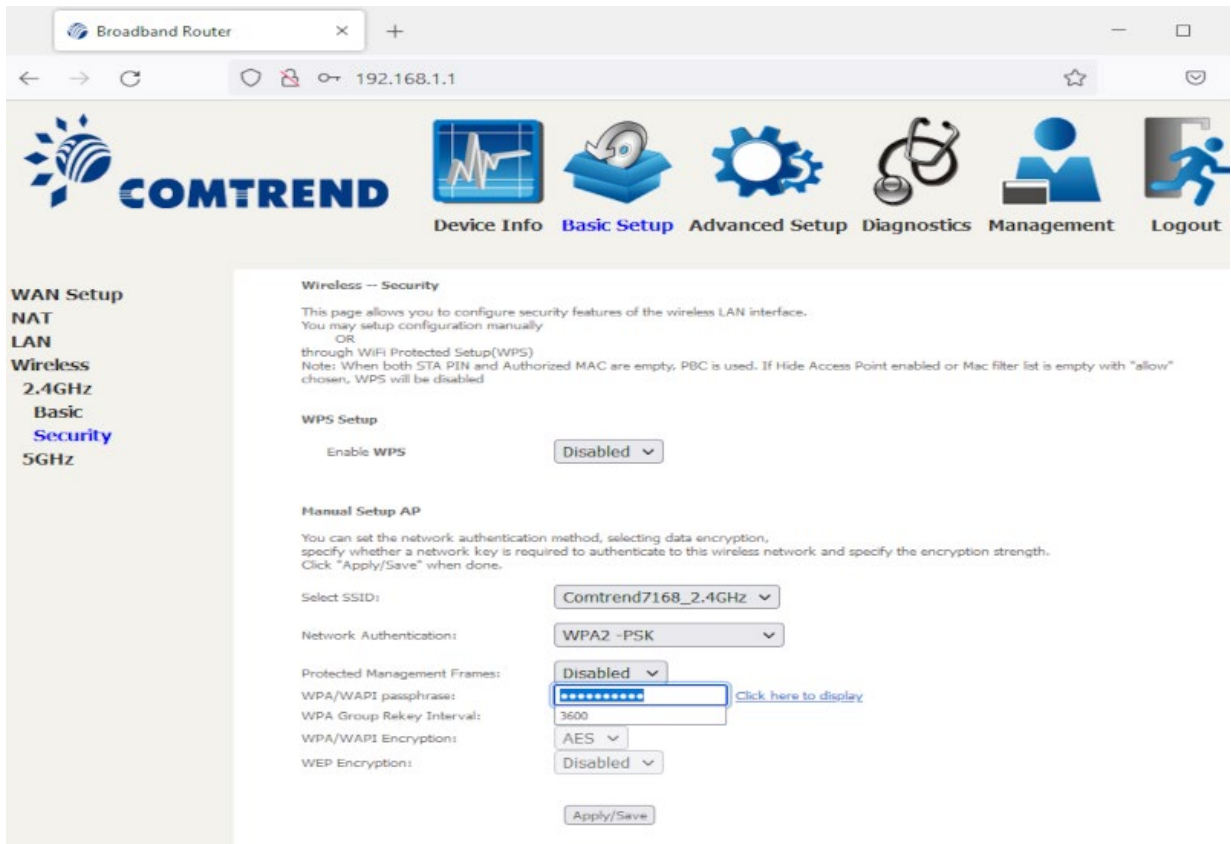 Broadband Router
192.168.1.1
COMTREND
Device Info Basic Setup Advanced Setup Diagnostics Management Logout
WAN Setup
NAT
LAN
Wireless
2.4GHz
Basic
Security
5GHz
Wireless -- Security
This page allows you to configure security features of the wireless LAN interface.
You may setup configuration manually
OR
through WiFi Protected Setup(WPS)
Note: When both STA PIN and Authorized MAC are empty, PBC is used. If Hide Access Point enabled or Mac filter list is empty with "allow"
chosen, WPS will be disabled
WPS Setup
Enable WPS Disabled
Manual Setup AP
You can set the network authentication method, selecting data encryption,
specify whether a network key is required to authenticate to this wireless network and specify the encryption strength.
Click "Apply/Save" when done.
Select SSID: Comtrend7168_2.4GHz
Network Authentication: WPA2 -PSK
Protected Management Frames: Disabled
WPA/WAPI passphrase: •••••••••• Click here to display
WPA Group Rekey Interval: 3600
WPA/WAPI Encryption: AES
WEP Encryption: Disabled
Apply/Save